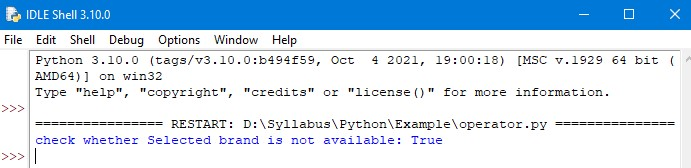 IDLE Shell 3.10.0
File Edit Shell Debug Options Window Help
Python 3.10.0 (tags/v3.10.0:b494f59, Oct  4 2021, 19:00:18) [MSC v.1929 64 bit (
AMD64)] on win32
Type "help", "copyright", "credits" or "license()" for more information.
>>>
================ RESTART: D:\Syllabus\Python\Example\operator.py ===============
check whether Selected brand is not available: True
>>>